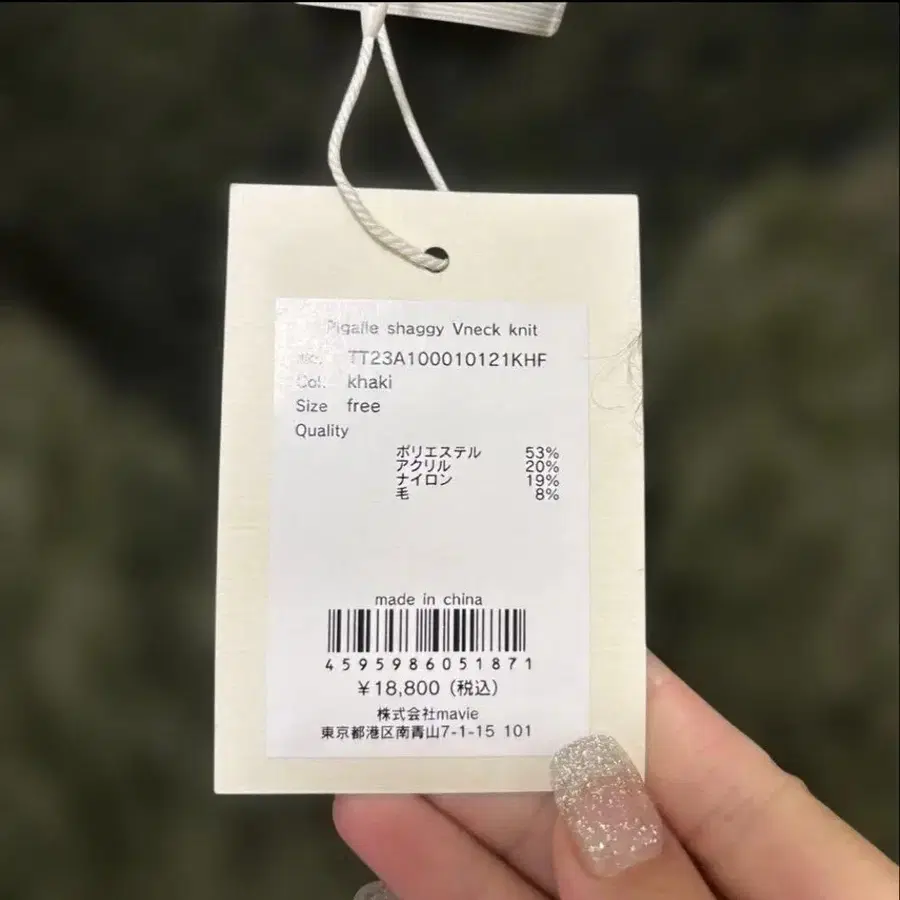 Pigalle shaggy Vneck knit
TT23A100010121KHF
Col. khaki
Size free
Quality
ポリエステル 53%
アクリル 20%
ナイロン 19%
毛 8%
made in china
4595986051871
¥18,800 (税込)
株式会社mavie
東京都港区南青山7-1-15 101